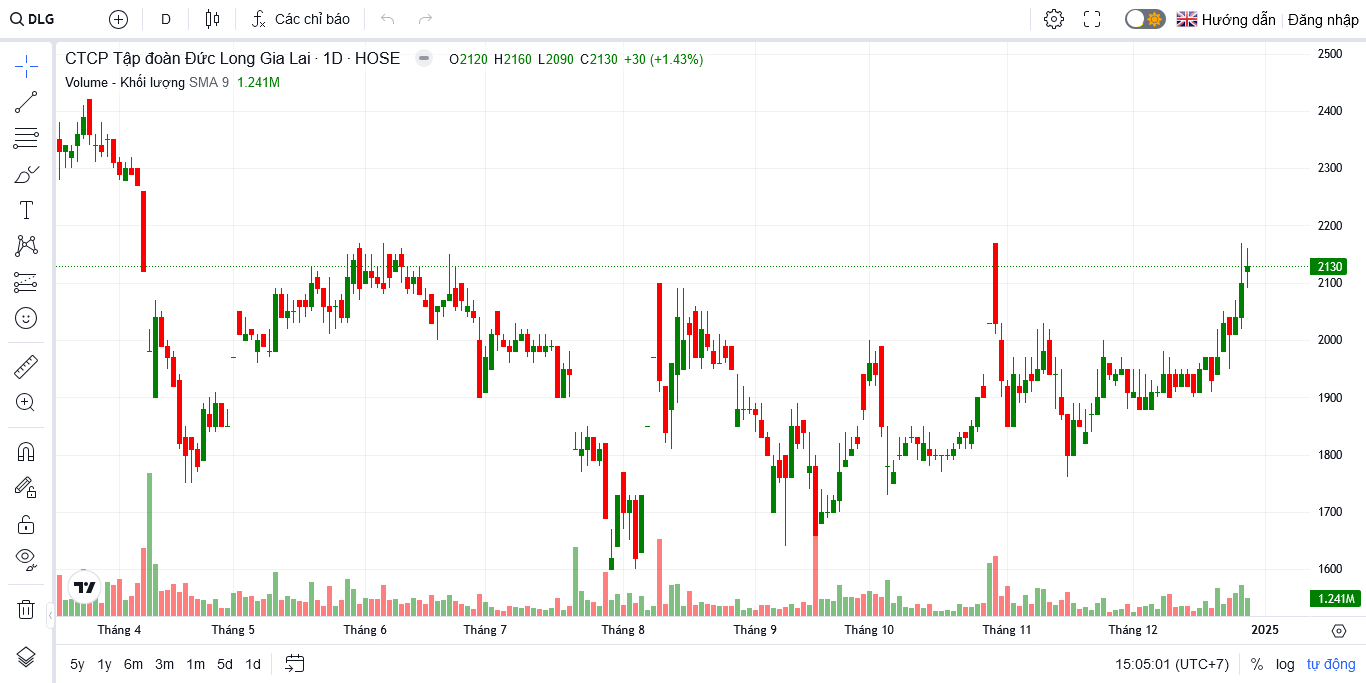 DLG D Các chỉ báo Hướng dẫn Đăng nhập
CTCP Tập đoàn Đức Long Gia Lai · 1D · HOSE O2120 H2160 L2090 C2130 +30 (+1.43%)
Volume - Khối lượng SMA 9 1.241M
2500
2400
2300
2200
2130
2100
2000
1900
1800
1700
1600
1.241M
Tháng 4 Tháng 5 Tháng 6 Tháng 7 Tháng 8 Tháng 9 Tháng 10 Tháng 11 Tháng 12 2025
5y 1y 6m 3m 1m 5d 1d 15:05:01 (UTC+7) % log tự động